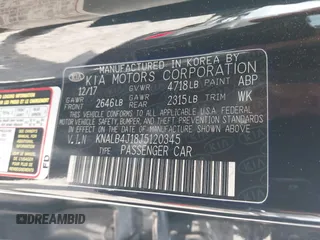 MANUFACTURED IN KOREA BY
KIA KIA MOTORS CORPORATION
12/17 GVWR 4718LB PAINT ABP
GAWR FRONT 2646LB GAWR REAR 2315LB TRIM WK
THIS VEHICLE CONFORMS TO ALL APPLICABLE U.S.A FEDERAL
MOTOR VEHICLE SAFETY, BUMPER, AND THEFT PREVENTION
STANDARDS IN EFFECT ON THE DATE OF MANUFACTURE SHOWN ABOVE.
V.I.N KNALB4J18J5120345
TYPE: PASSENGER CAR
DREAMBID